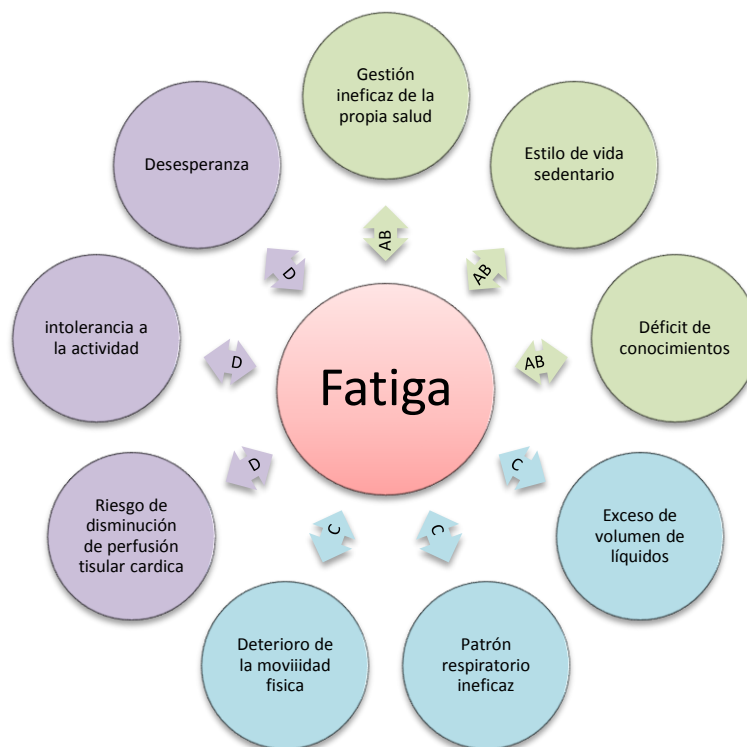 Gestión
ineficaz de la
propia salud
Estilo de vida
sedentario
Déficit de
conocimientos
Exceso de
volumen de
líquidos
Patrón
respiratorio
ineficaz
Deterioro de
la moviiidad
fisica
Riesgo de
disminución
de perfusión
tisular cardica
intolerancia a
la actividad
Desesperanza
AB
AB
AB
C
C
C
D
D
D
Fatiga